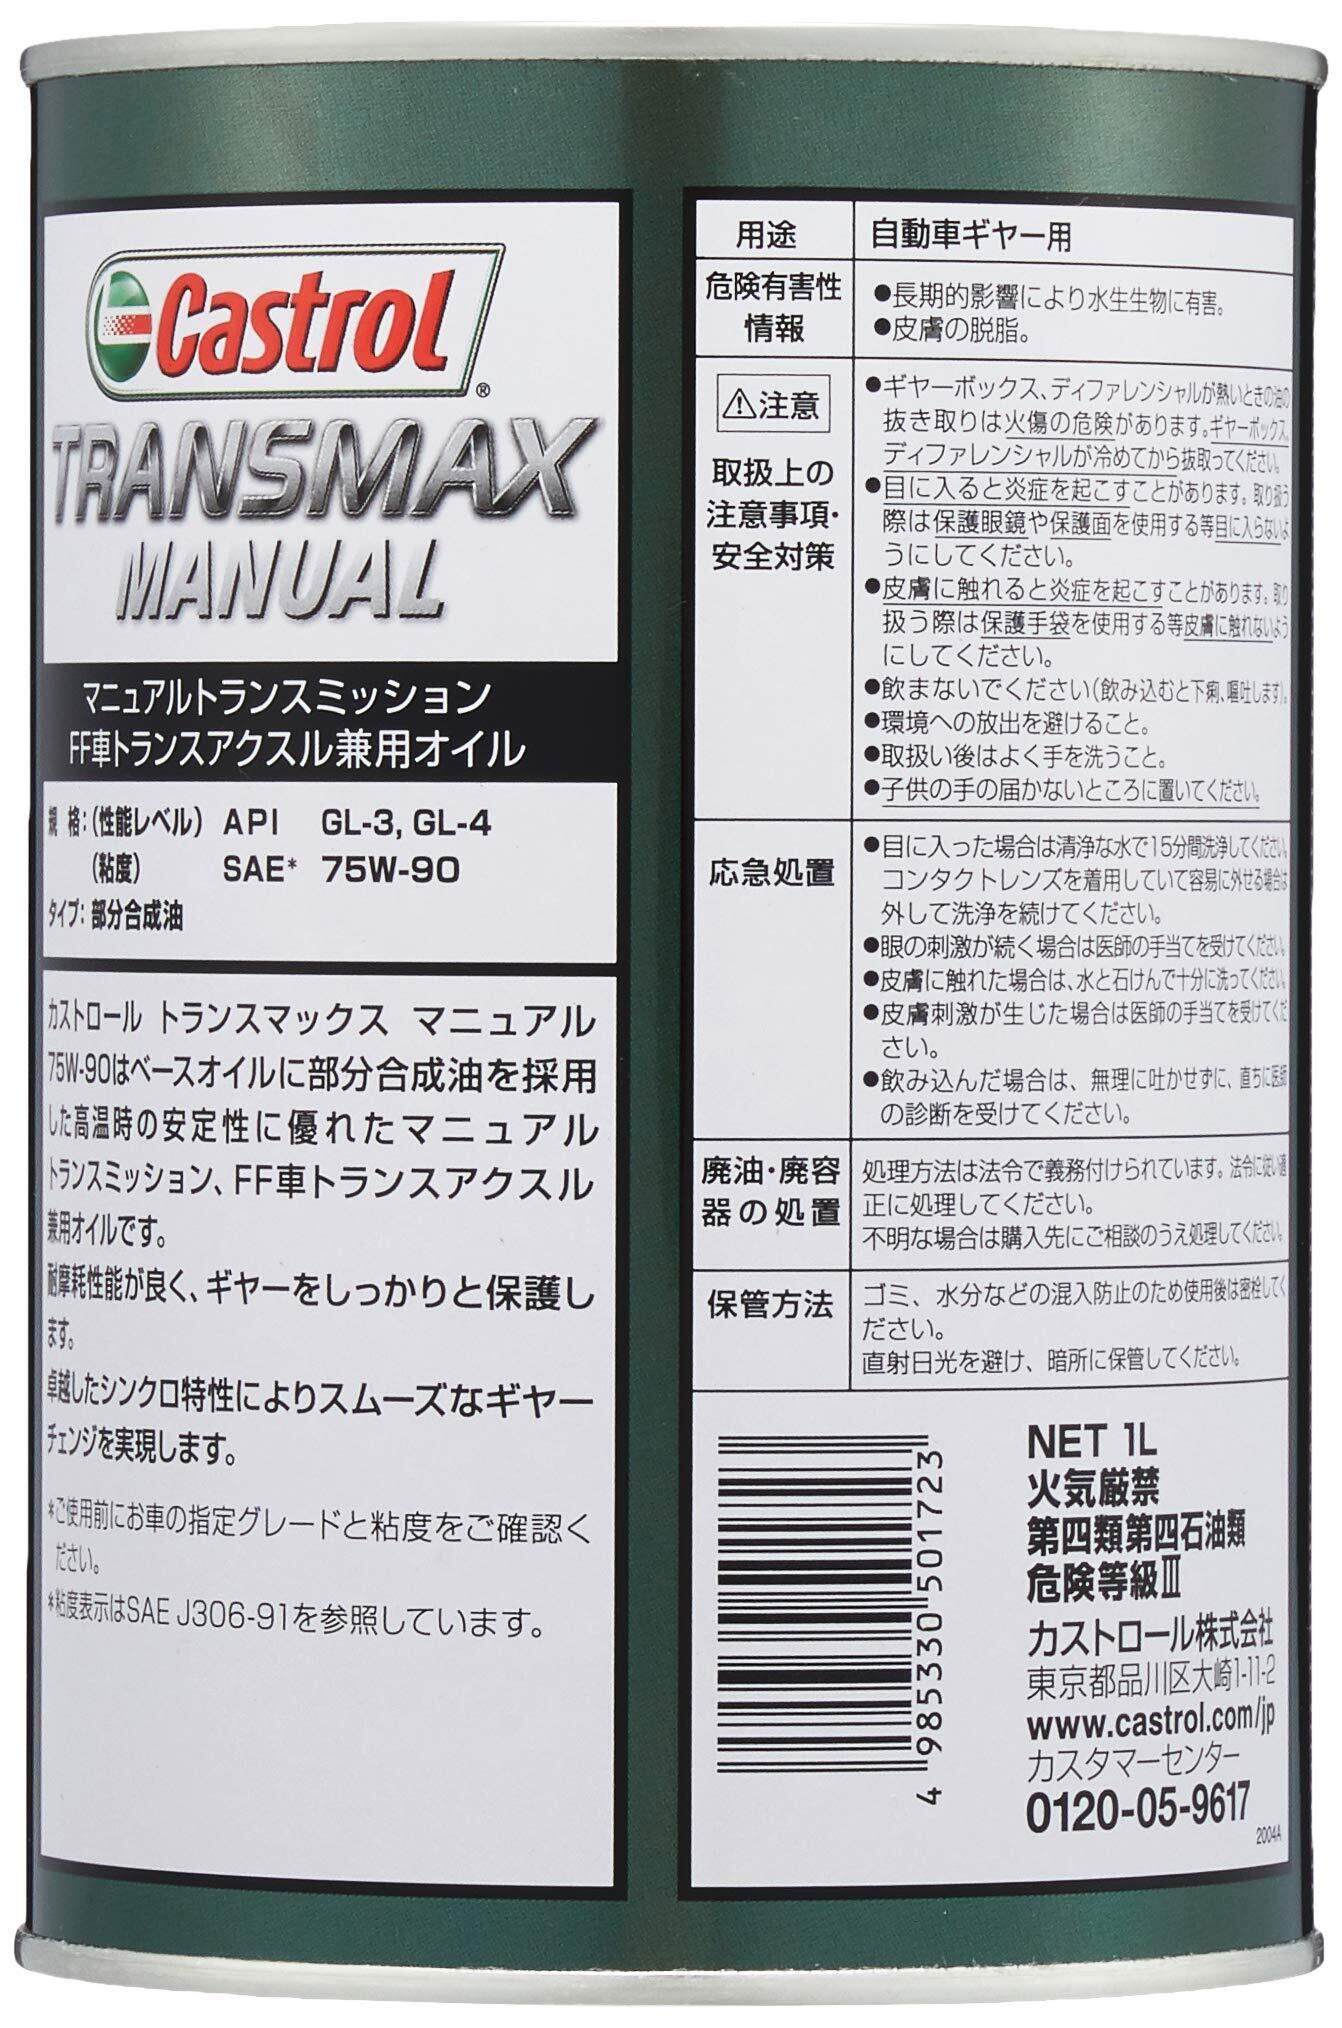 Castrol®
TRANSMAX
MANUAL
マニュアルトランスミッション
FF車トランスアクスル兼用オイル
規 格：（性能レベル） API GL-3, GL-4
（粘度） SAE* 75W-90
タイプ：部分合成油
カストロール トランスマックス マニュアル
75W-90はベースオイルに部分合成油を採用
した高温時の安定性に優れたマニュアル
トランスミッション、FF車トランスアクスル
兼用オイルです。
耐摩耗性能が良く、ギヤーをしっかりと保護し
ます。
卓越したシンクロ特性によりスムーズなギヤー
チェンジを実現します。
*ご使用前にお車の指定グレードと粘度をご確認く
ださい。
*粘度表示はSAE J306-91を参照しています。
用途 自動車ギヤー用
危険有害性
情報
●長期的影響により水生生物に有害。
●皮膚の脱脂。
⚠注意
取扱上の
注意事項・
安全対策
●ギヤーボックス、ディファレンシャルが熱いときの油の
抜き取りは火傷の危険があります。ギヤーボックス、
ディファレンシャルが冷めてから抜取ってください。
●目に入ると炎症を起こすことがあります。取り扱う
際は保護眼鏡や保護面を使用する等目に入らないよ
うにしてください。
●皮膚に触れると炎症を起こすことがあります。取り
扱う際は保護手袋を使用する等皮膚に触れないよう
にしてください。
●飲まないでください（飲み込むと下痢、嘔吐します）。
●環境への放出を避けること。
●取扱い後はよく手を洗うこと。
●子供の手の届かないところに置いてください。
応急処置
●目に入った場合は清浄な水で15分間洗浄してください。
コンタクトレンズを着用していて容易に外せる場合は
外して洗浄を続けてください。
●眼の刺激が続く場合は医師の手当てを受けてください。
●皮膚に触れた場合は、水と石けんで十分に洗ってください。
●皮膚刺激が生じた場合は医師の手当てを受けてくだ
さい。
●飲み込んだ場合は、無理に吐かせずに、直ちに医師
の診断を受けてください。
廃油・廃容
器の処置
処理方法は法令で義務付けられています。法令に従い適
正に処理してください。
不明な場合は購入先にご相談のうえ処理してください。
保管方法
ゴミ、水分などの混入防止のため使用後は密栓してく
ださい。
直射日光を避け、暗所に保管してください。
4 985330 501723
NET 1L
火気厳禁
第四類第四石油類
危険等級Ⅲ
カストロール株式会社
東京都品川区大崎1-11-2
www.castrol.com/jp
カスタマーセンター
0120-05-9617
2004A